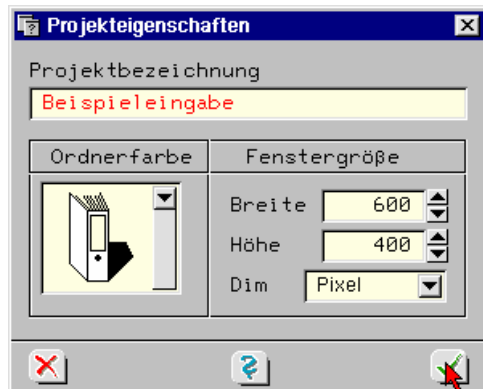 Projekteigenschaften
Projektbezeichnung
Beispieleingabe
Ordnerfarbe
Fenstergröße
Breite 600
Höhe 400
Dim Pixel